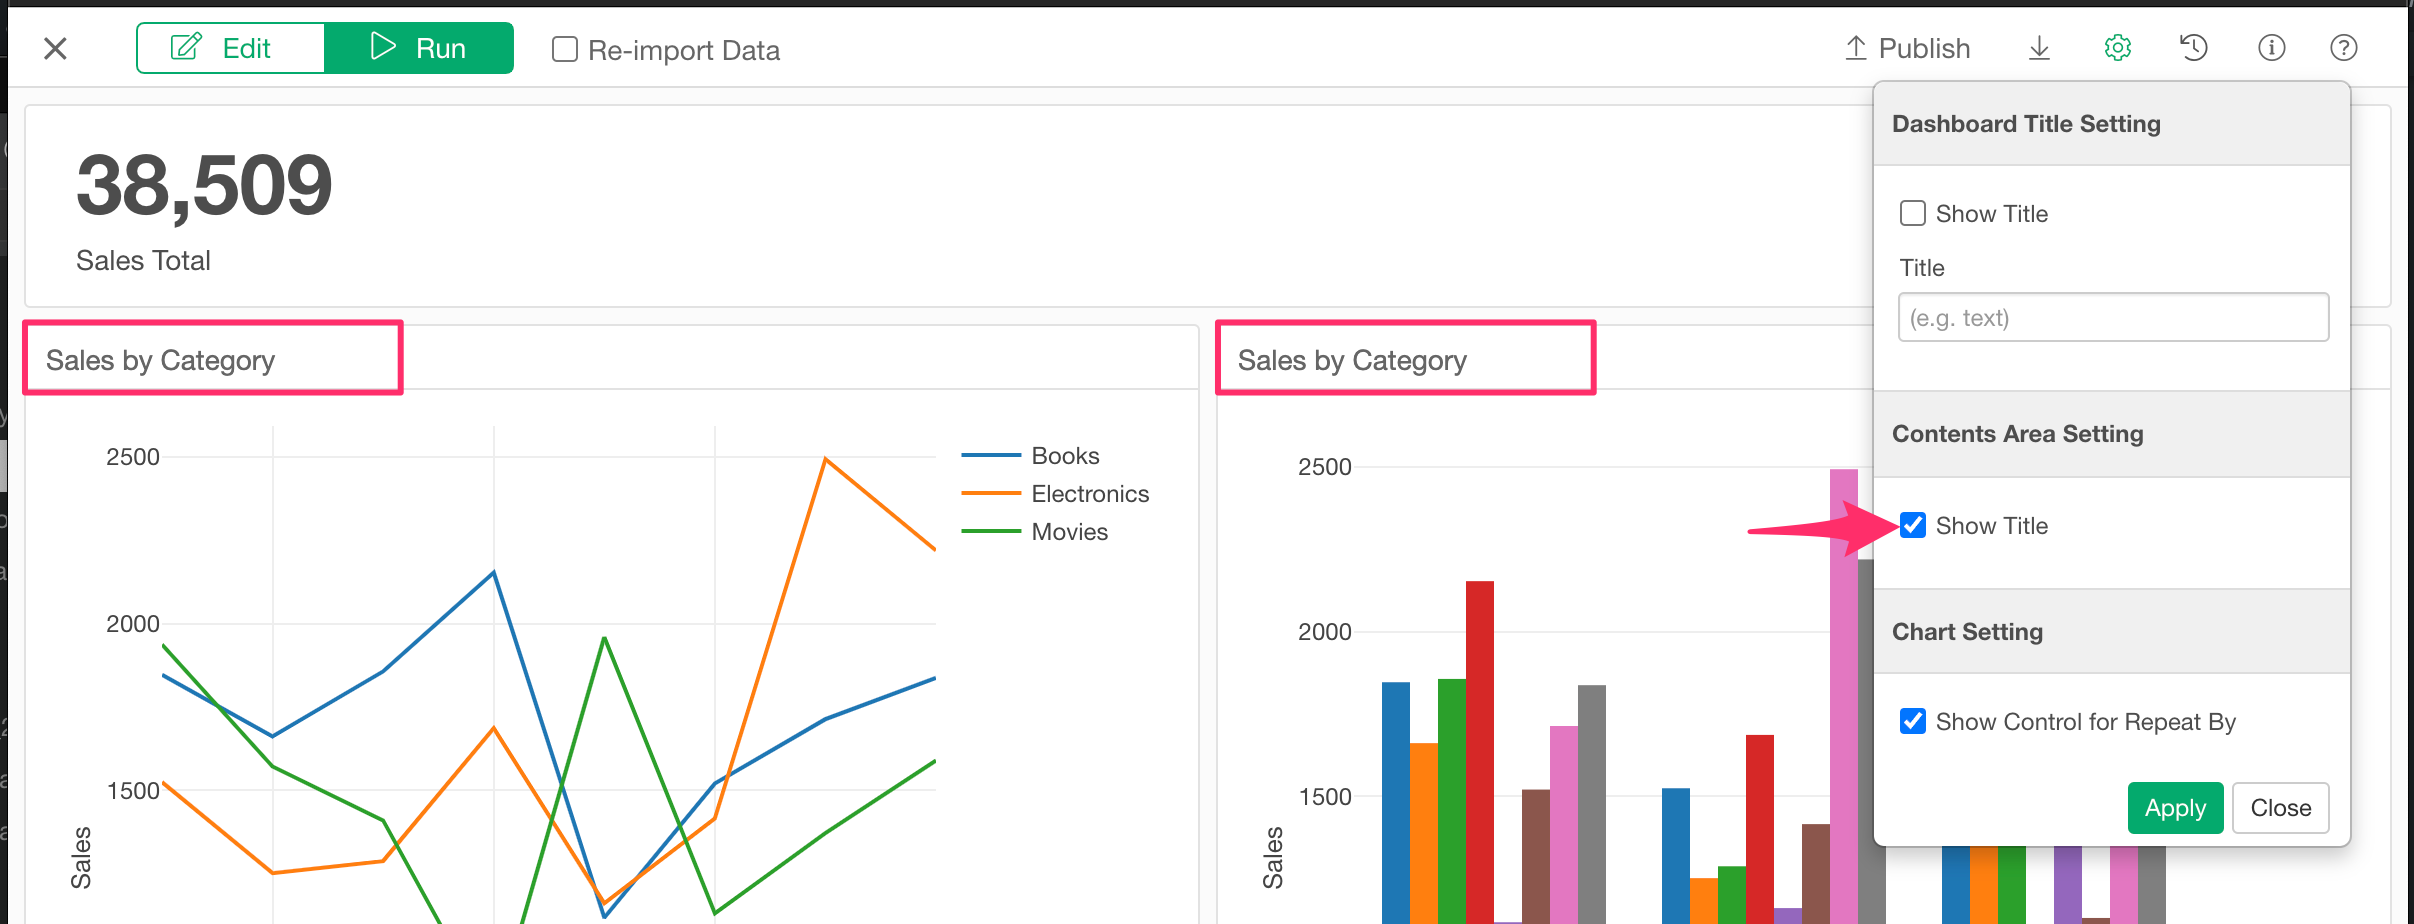 Edit
Run
Re-import Data
Publish
38,509
Sales Total
Dashboard Title Setting
Show Title
Title
(e.g. text)
Contents Area Setting
Show Title
Chart Setting
Show Control for Repeat By
Apply
Close
Sales by Category
2500
2000
1500
Sales
Books
Electronics
Movies
Sales by Category
2500
2000
1500
Sales